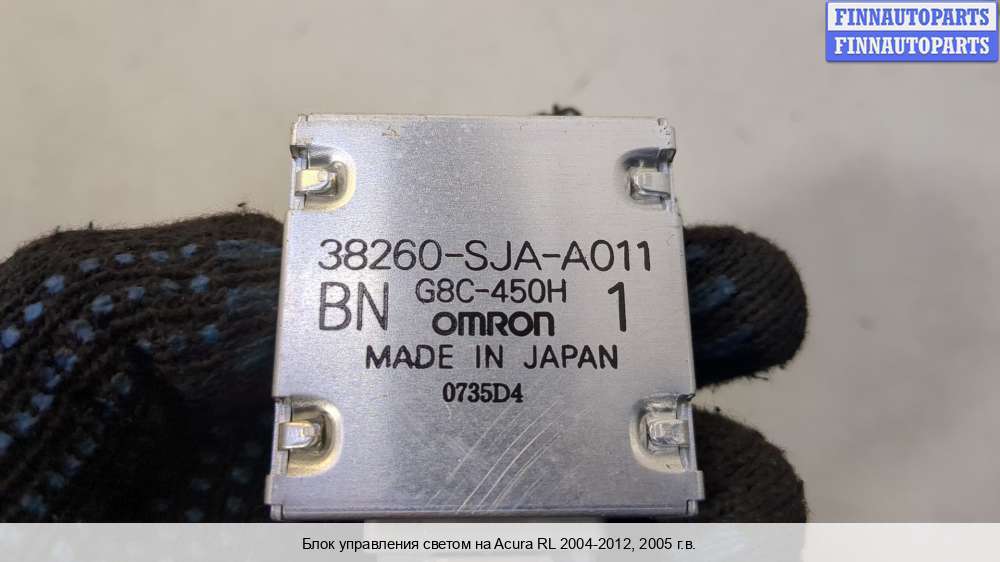 FINNAUTOPARTS
FINNAUTOPARTS
38260-SJA-A011
BN G8C-450H 1
omron
MADE IN JAPAN
0735D4
Блок управления светом на Acura RL 2004-2012, 2005 г.в.